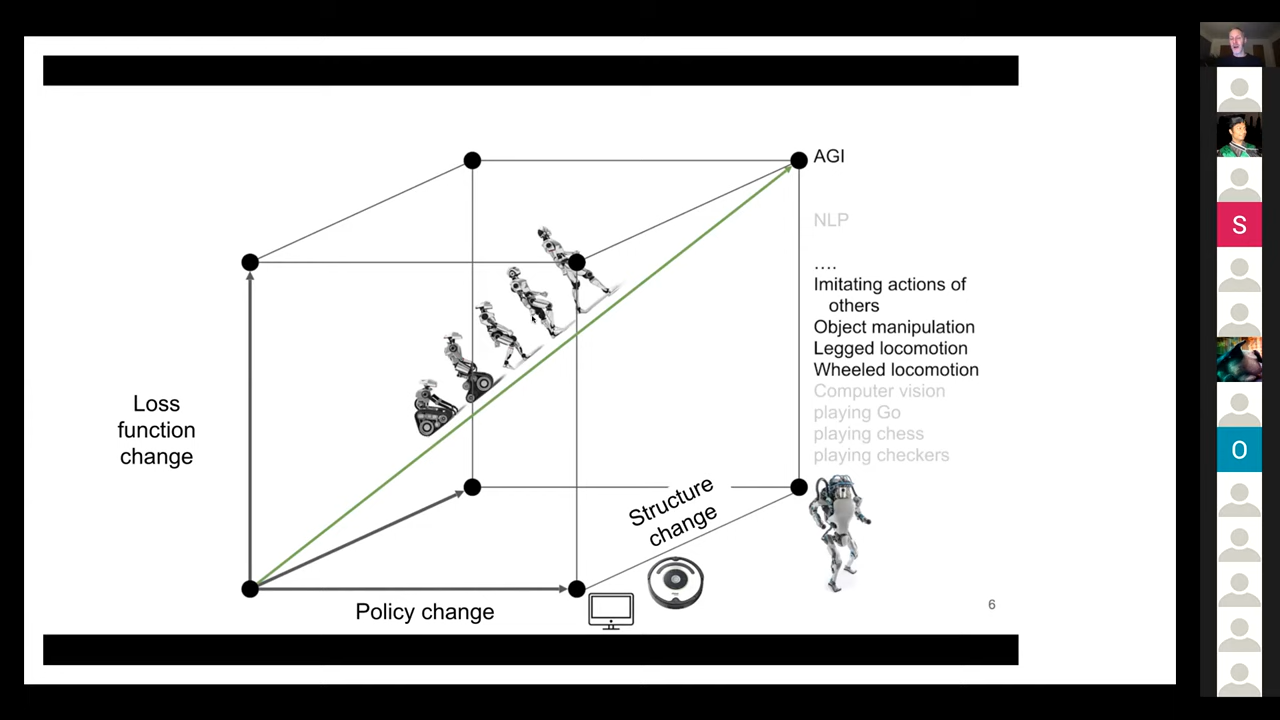 AGI
NLP
....
Imitating actions of
others
Object manipulation
Legged locomotion
Wheeled locomotion
Computer vision
playing Go
playing chess
playing checkers
Loss
function
change
Structure
change
Policy change
6
S
O